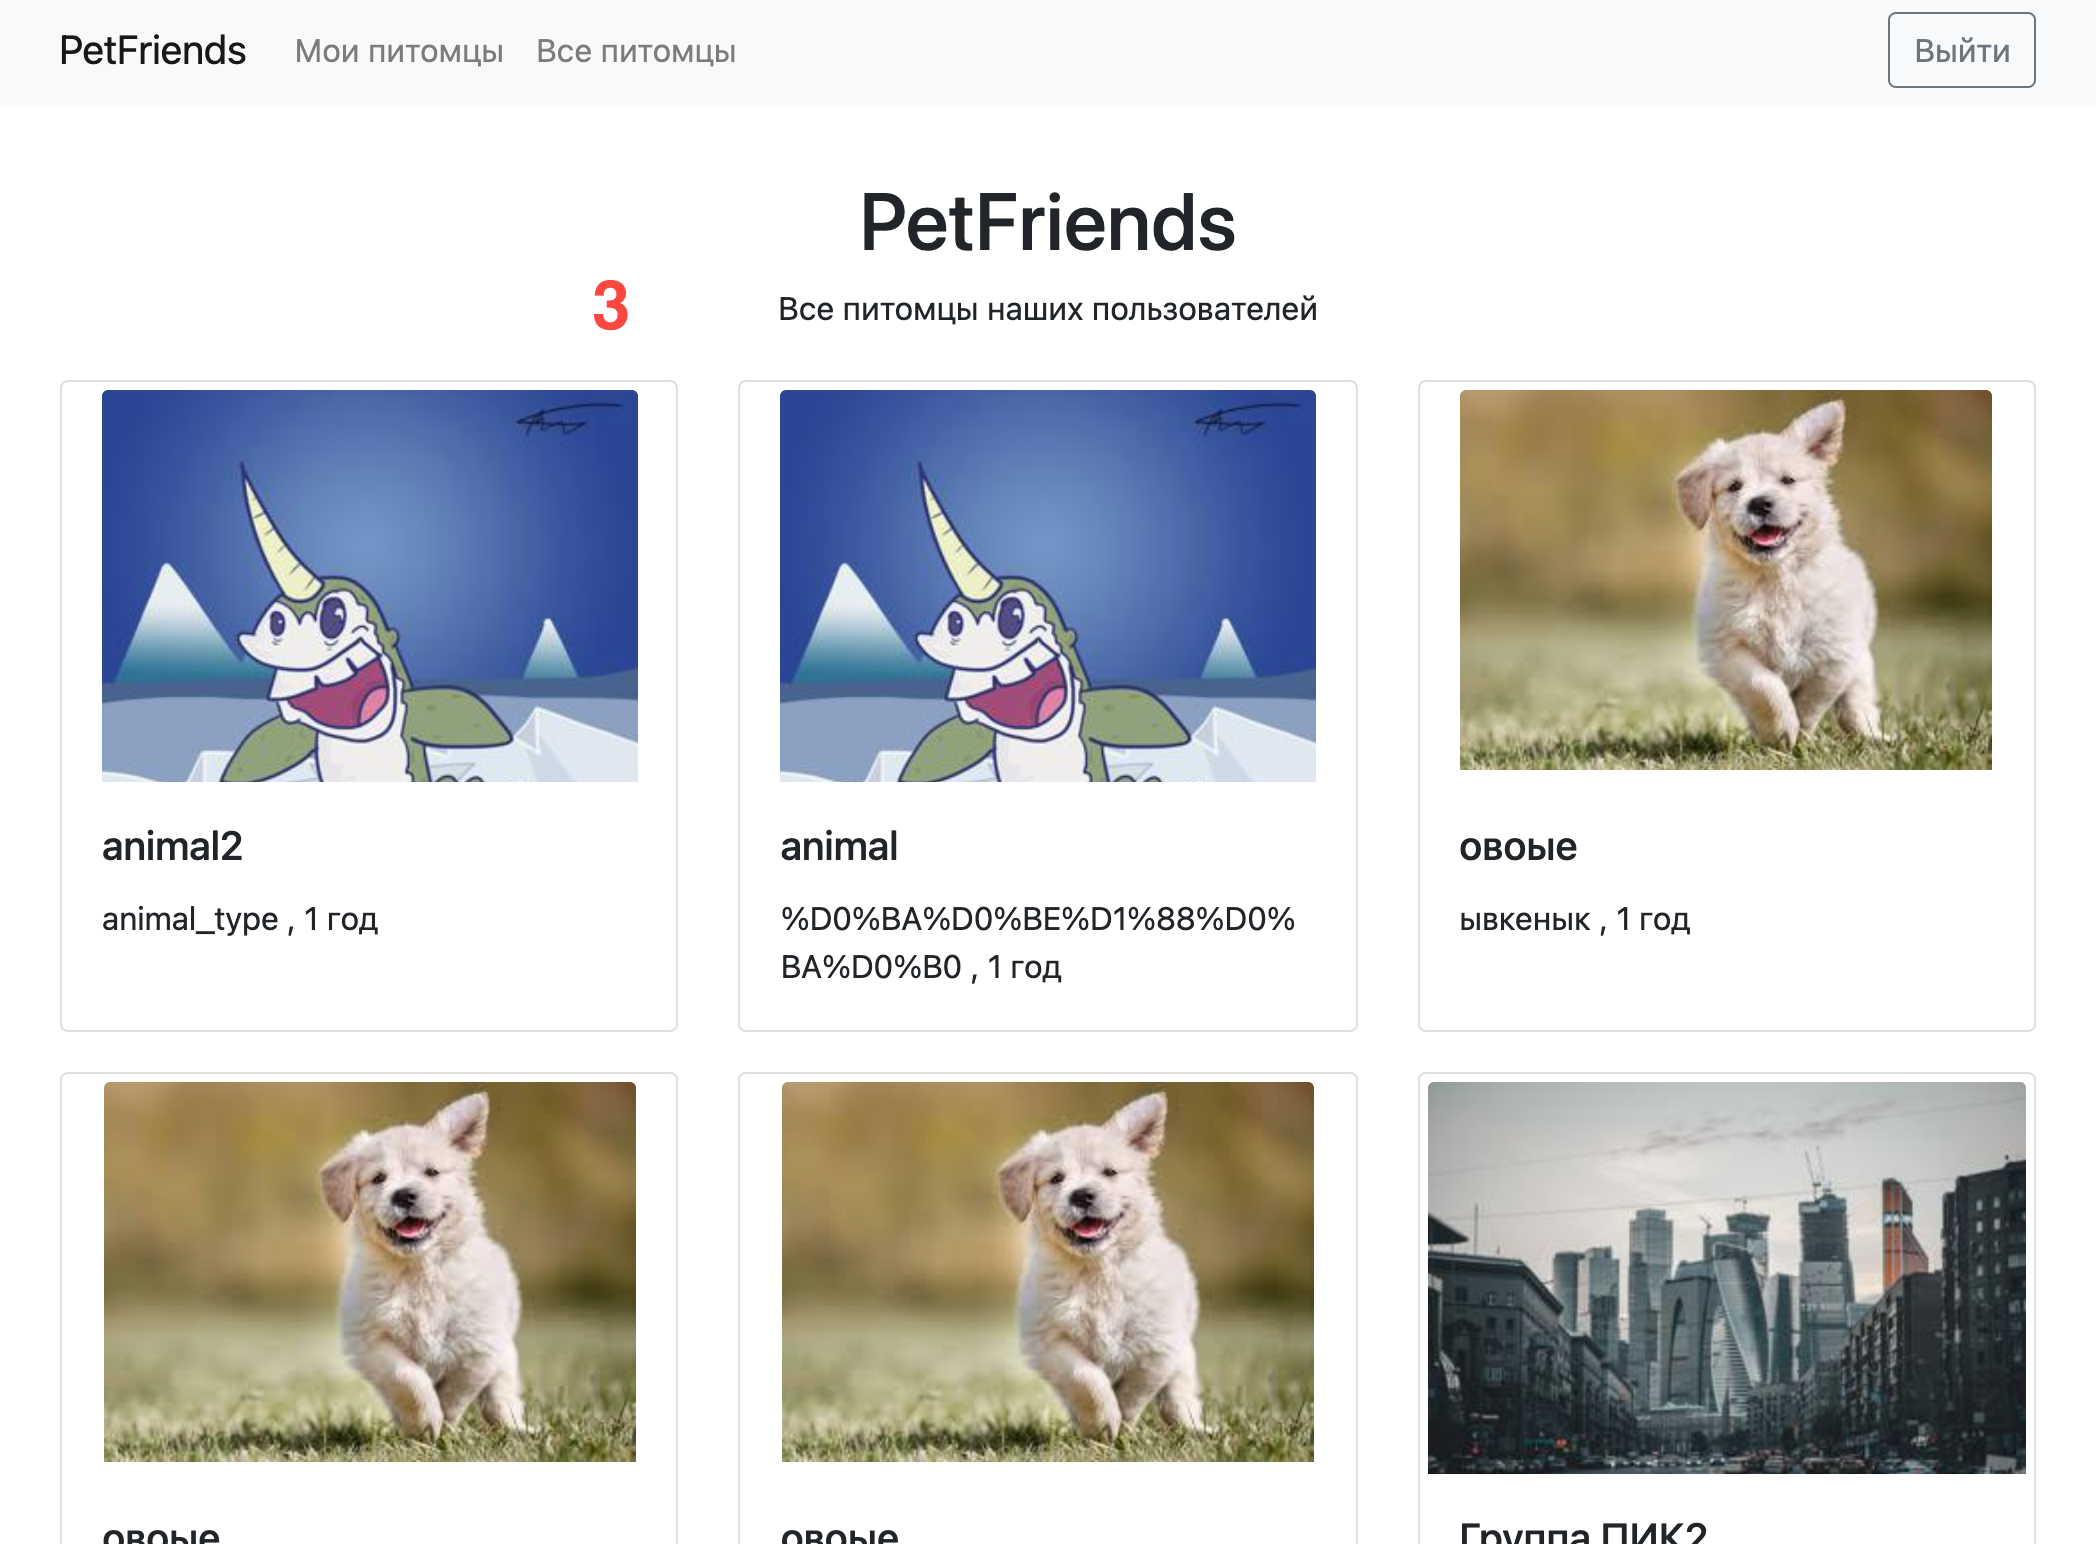 PetFriends Мои питомцы Все питомцы Выйти
PetFriends
3
Все питомцы наших пользователей
animal2
animal_type , 1 год
animal
%D0%BA%D0%BE%D1%88%D0%
BA%D0%B0 , 1 год
овоые
ывкенык , 1 год
овоые
овоые
Группа ПИК2